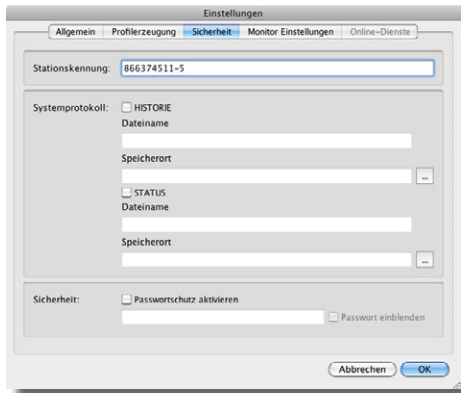 Einstellungen
Allgemein Profilerzeugung Sicherheit Monitor Einstellungen Online-Dienste
Stationskennung: 866374511-5
Systemprotokoll: HISTORIE
Dateiname
Speicherort
...
STATUS
Dateiname
Speicherort
...
Sicherheit: Passwortschutz aktivieren
Passwort einblenden
Abbrechen OK